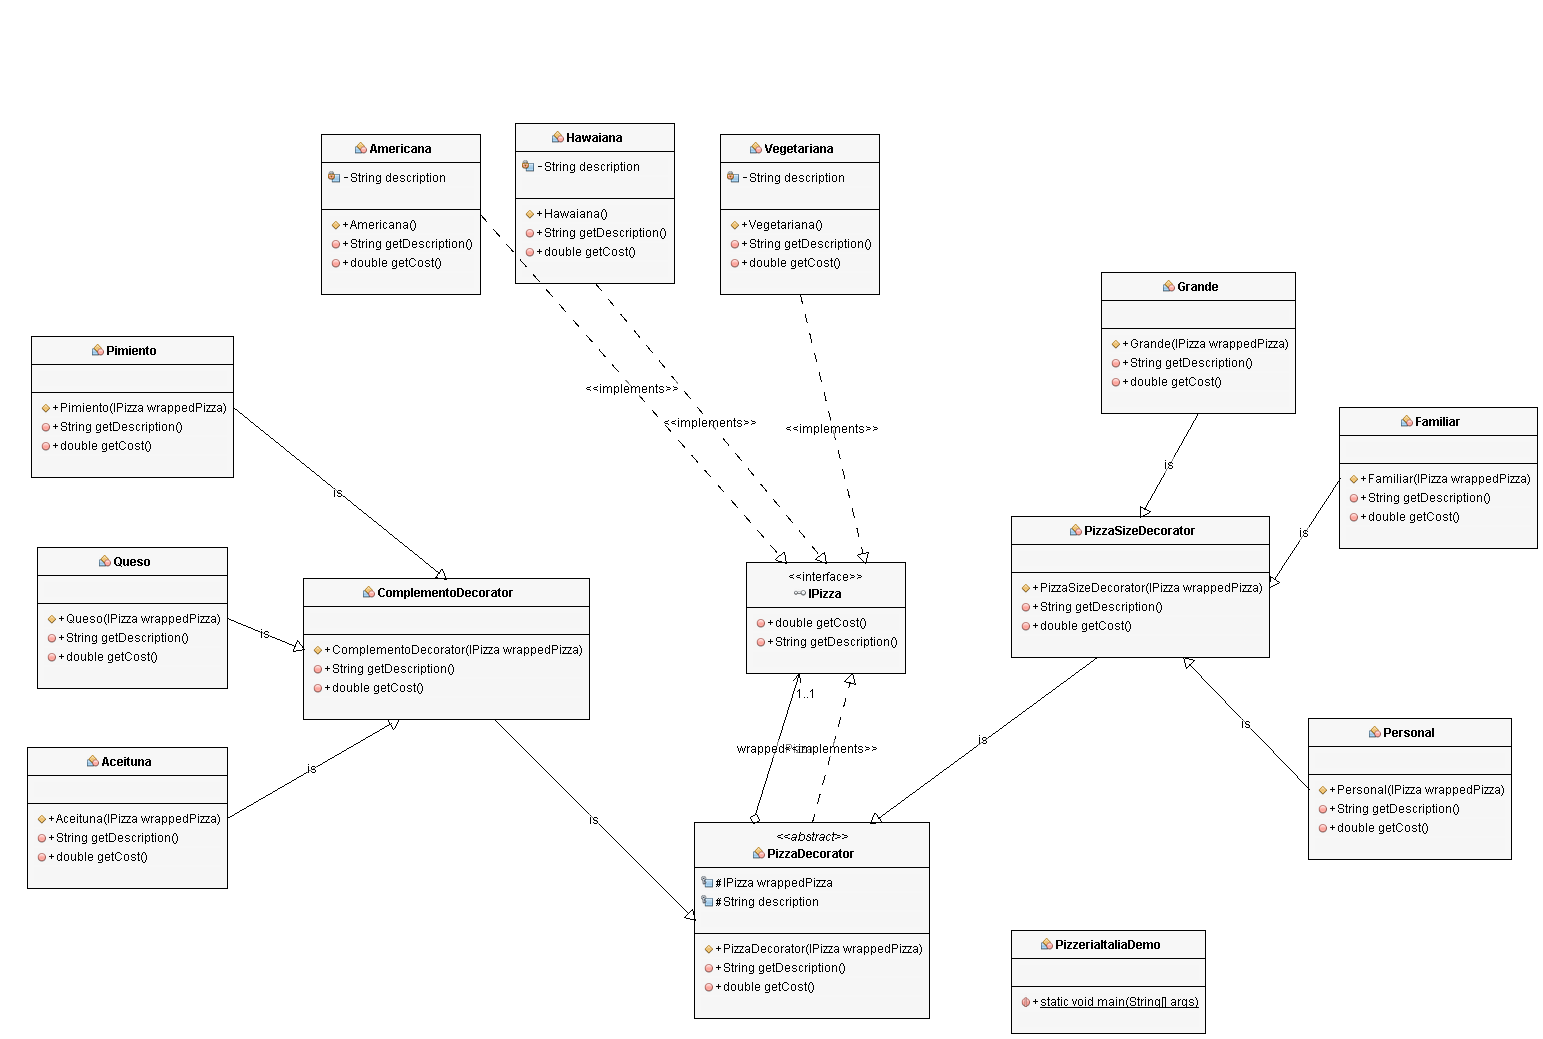 Americana
- String description
+ Americana()
+ String getDescription()
+ double getCost()
Hawaiana
- String description
+ Hawaiana()
+ String getDescription()
+ double getCost()
Vegetariana
- String description
+ Vegetariana()
+ String getDescription()
+ double getCost()
Grande
+ Grande(IPizza wrappedPizza)
+ String getDescription()
+ double getCost()
Pimiento
+ Pimiento(IPizza wrappedPizza)
+ String getDescription()
+ double getCost()
<<implements>>
<<implements>>
<<implements>>
Familiar
+ Familiar(IPizza wrappedPizza)
+ String getDescription()
+ double getCost()
is
is
is
Queso
+ Queso(IPizza wrappedPizza)
+ String getDescription()
+ double getCost()
is
ComplementoDecorator
+ ComplementoDecorator(IPizza wrappedPizza)
+ String getDescription()
+ double getCost()
<<interface>>
IPizza
+ double getCost()
+ String getDescription()
PizzaSizeDecorator
+ PizzaSizeDecorator(IPizza wrappedPizza)
+ String getDescription()
+ double getCost()
1..1
<<implements>>
is
is
Personal
+ Personal(IPizza wrappedPizza)
+ String getDescription()
+ double getCost()
Aceituna
+ Aceituna(IPizza wrappedPizza)
+ String getDescription()
+ double getCost()
is
is
<<abstract>>
PizzaDecorator
# IPizza wrappedPizza
# String description
+ PizzaDecorator(IPizza wrappedPizza)
+ String getDescription()
+ double getCost()
PizzeriaItaliaDemo
+ static void main(String[] args)